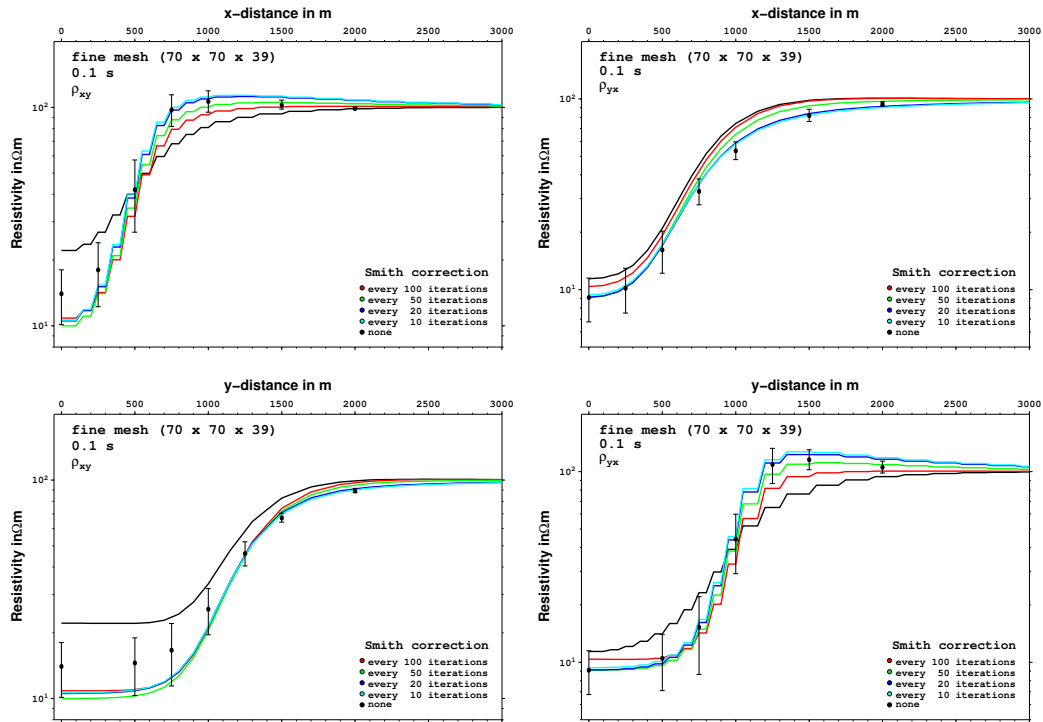 x-distance in m
0 500 1000 1500 2000 2500 3000
fine mesh (70 x 70 x 39)
0.1 s
ρxy
10²
10¹
Resistivity inΩm
Smith correction
every 100 iterations
every 50 iterations
every 20 iterations
every 10 iterations
none
x-distance in m
0 500 1000 1500 2000 2500 3000
fine mesh (70 x 70 x 39)
0.1 s
ρyx
10²
10¹
Resistivity inΩm
Smith correction
every 100 iterations
every 50 iterations
every 20 iterations
every 10 iterations
none
y-distance in m
0 500 1000 1500 2000 2500 3000
fine mesh (70 x 70 x 39)
0.1 s
ρxy
10²
10¹
Resistivity inΩm
Smith correction
every 100 iterations
every 50 iterations
every 20 iterations
every 10 iterations
none
y-distance in m
0 500 1000 1500 2000 2500 3000
fine mesh (70 x 70 x 39)
0.1 s
ρyx
10²
10¹
Resistivity inΩm
Smith correction
every 100 iterations
every 50 iterations
every 20 iterations
every 10 iterations
none